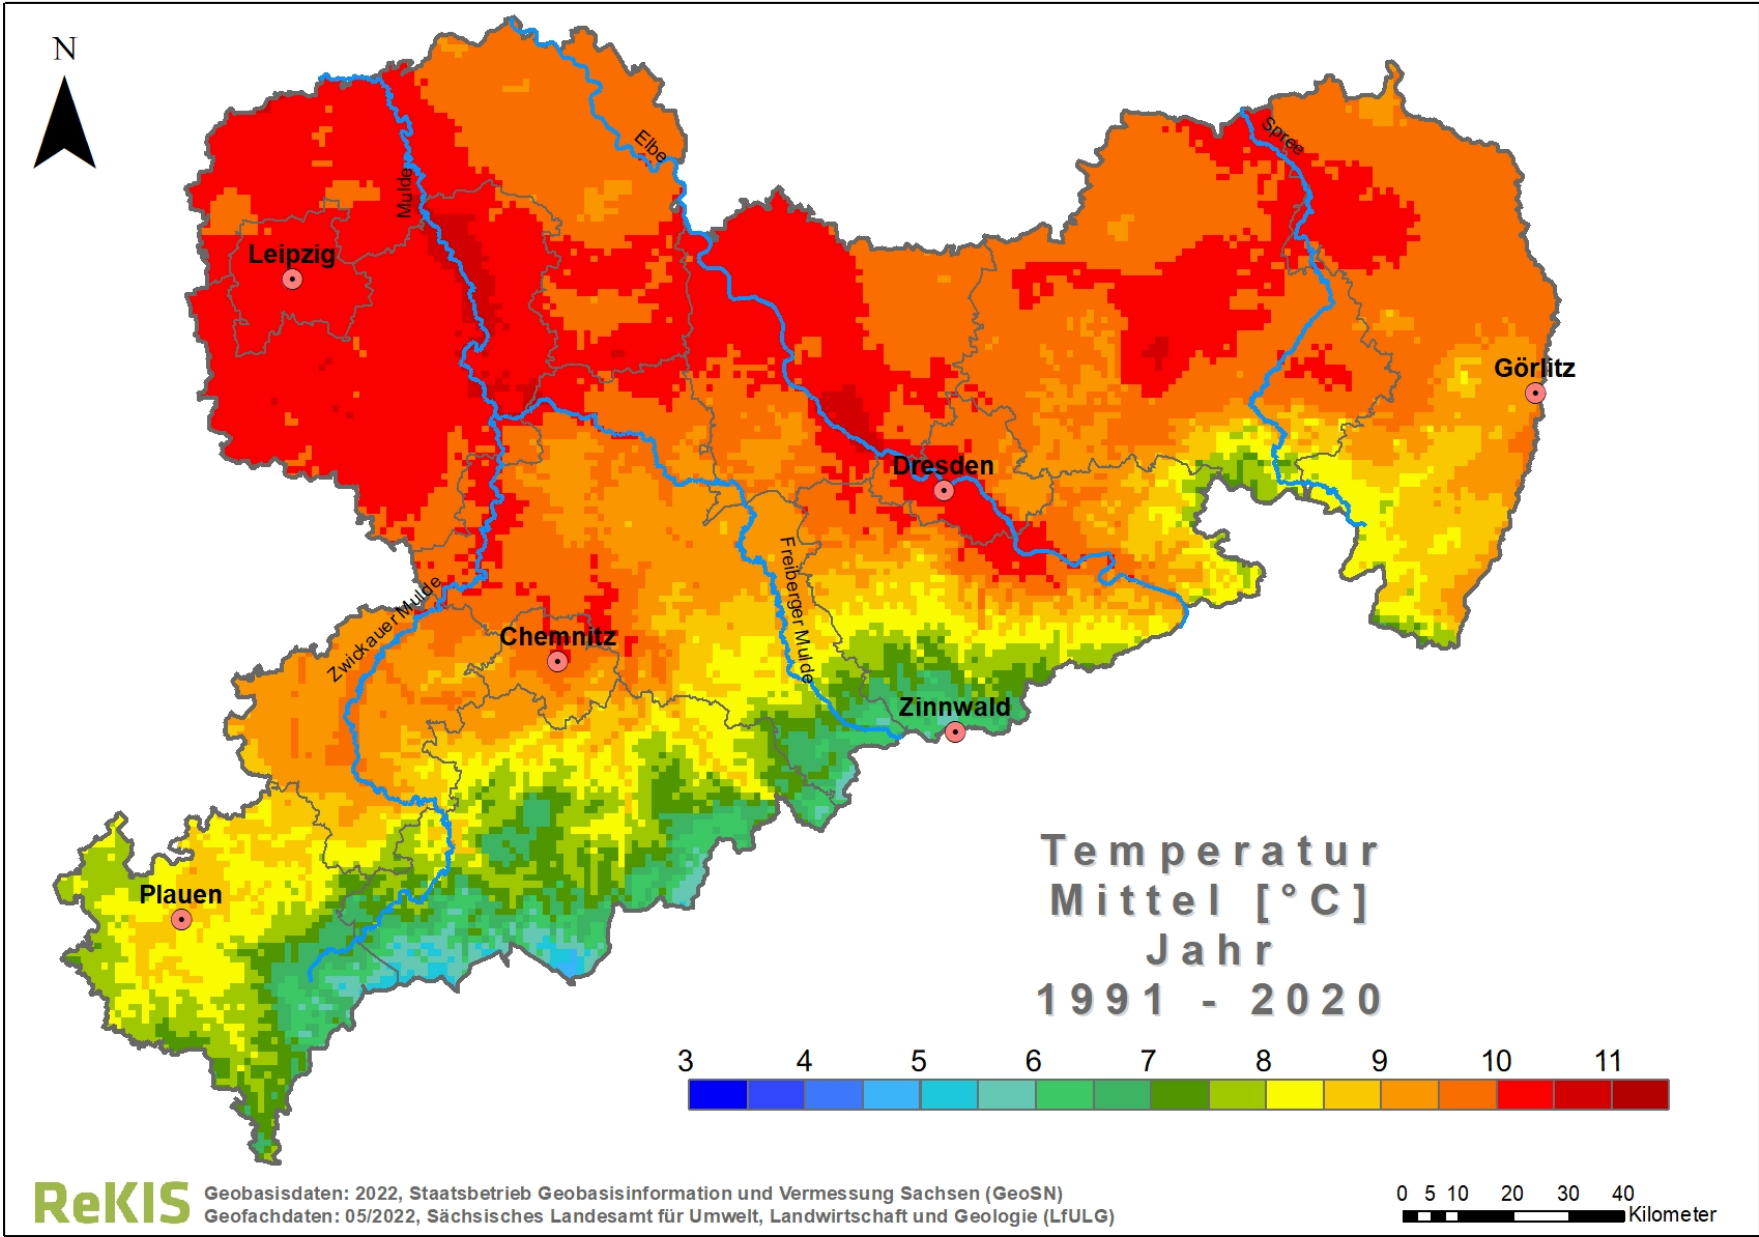 N
Elbe
Spree
Mulde
Leipzig
Görlitz
Dresden
Freiberger Mulde
Zwickauer Mulde
Chemnitz
Zinnwald
Plauen
Temperatur
Mittel [°C]
Jahr
1991 - 2020
3 4 5 6 7 8 9 10 11
ReKIS
Geobasisdaten: 2022, Staatsbetrieb Geobasisinformation und Vermessung Sachsen (GeoSN)
Geofachdaten: 05/2022, Sächsisches Landesamt für Umwelt, Landwirtschaft und Geologie (LfULG)
0 5 10 20 30 40
Kilometer